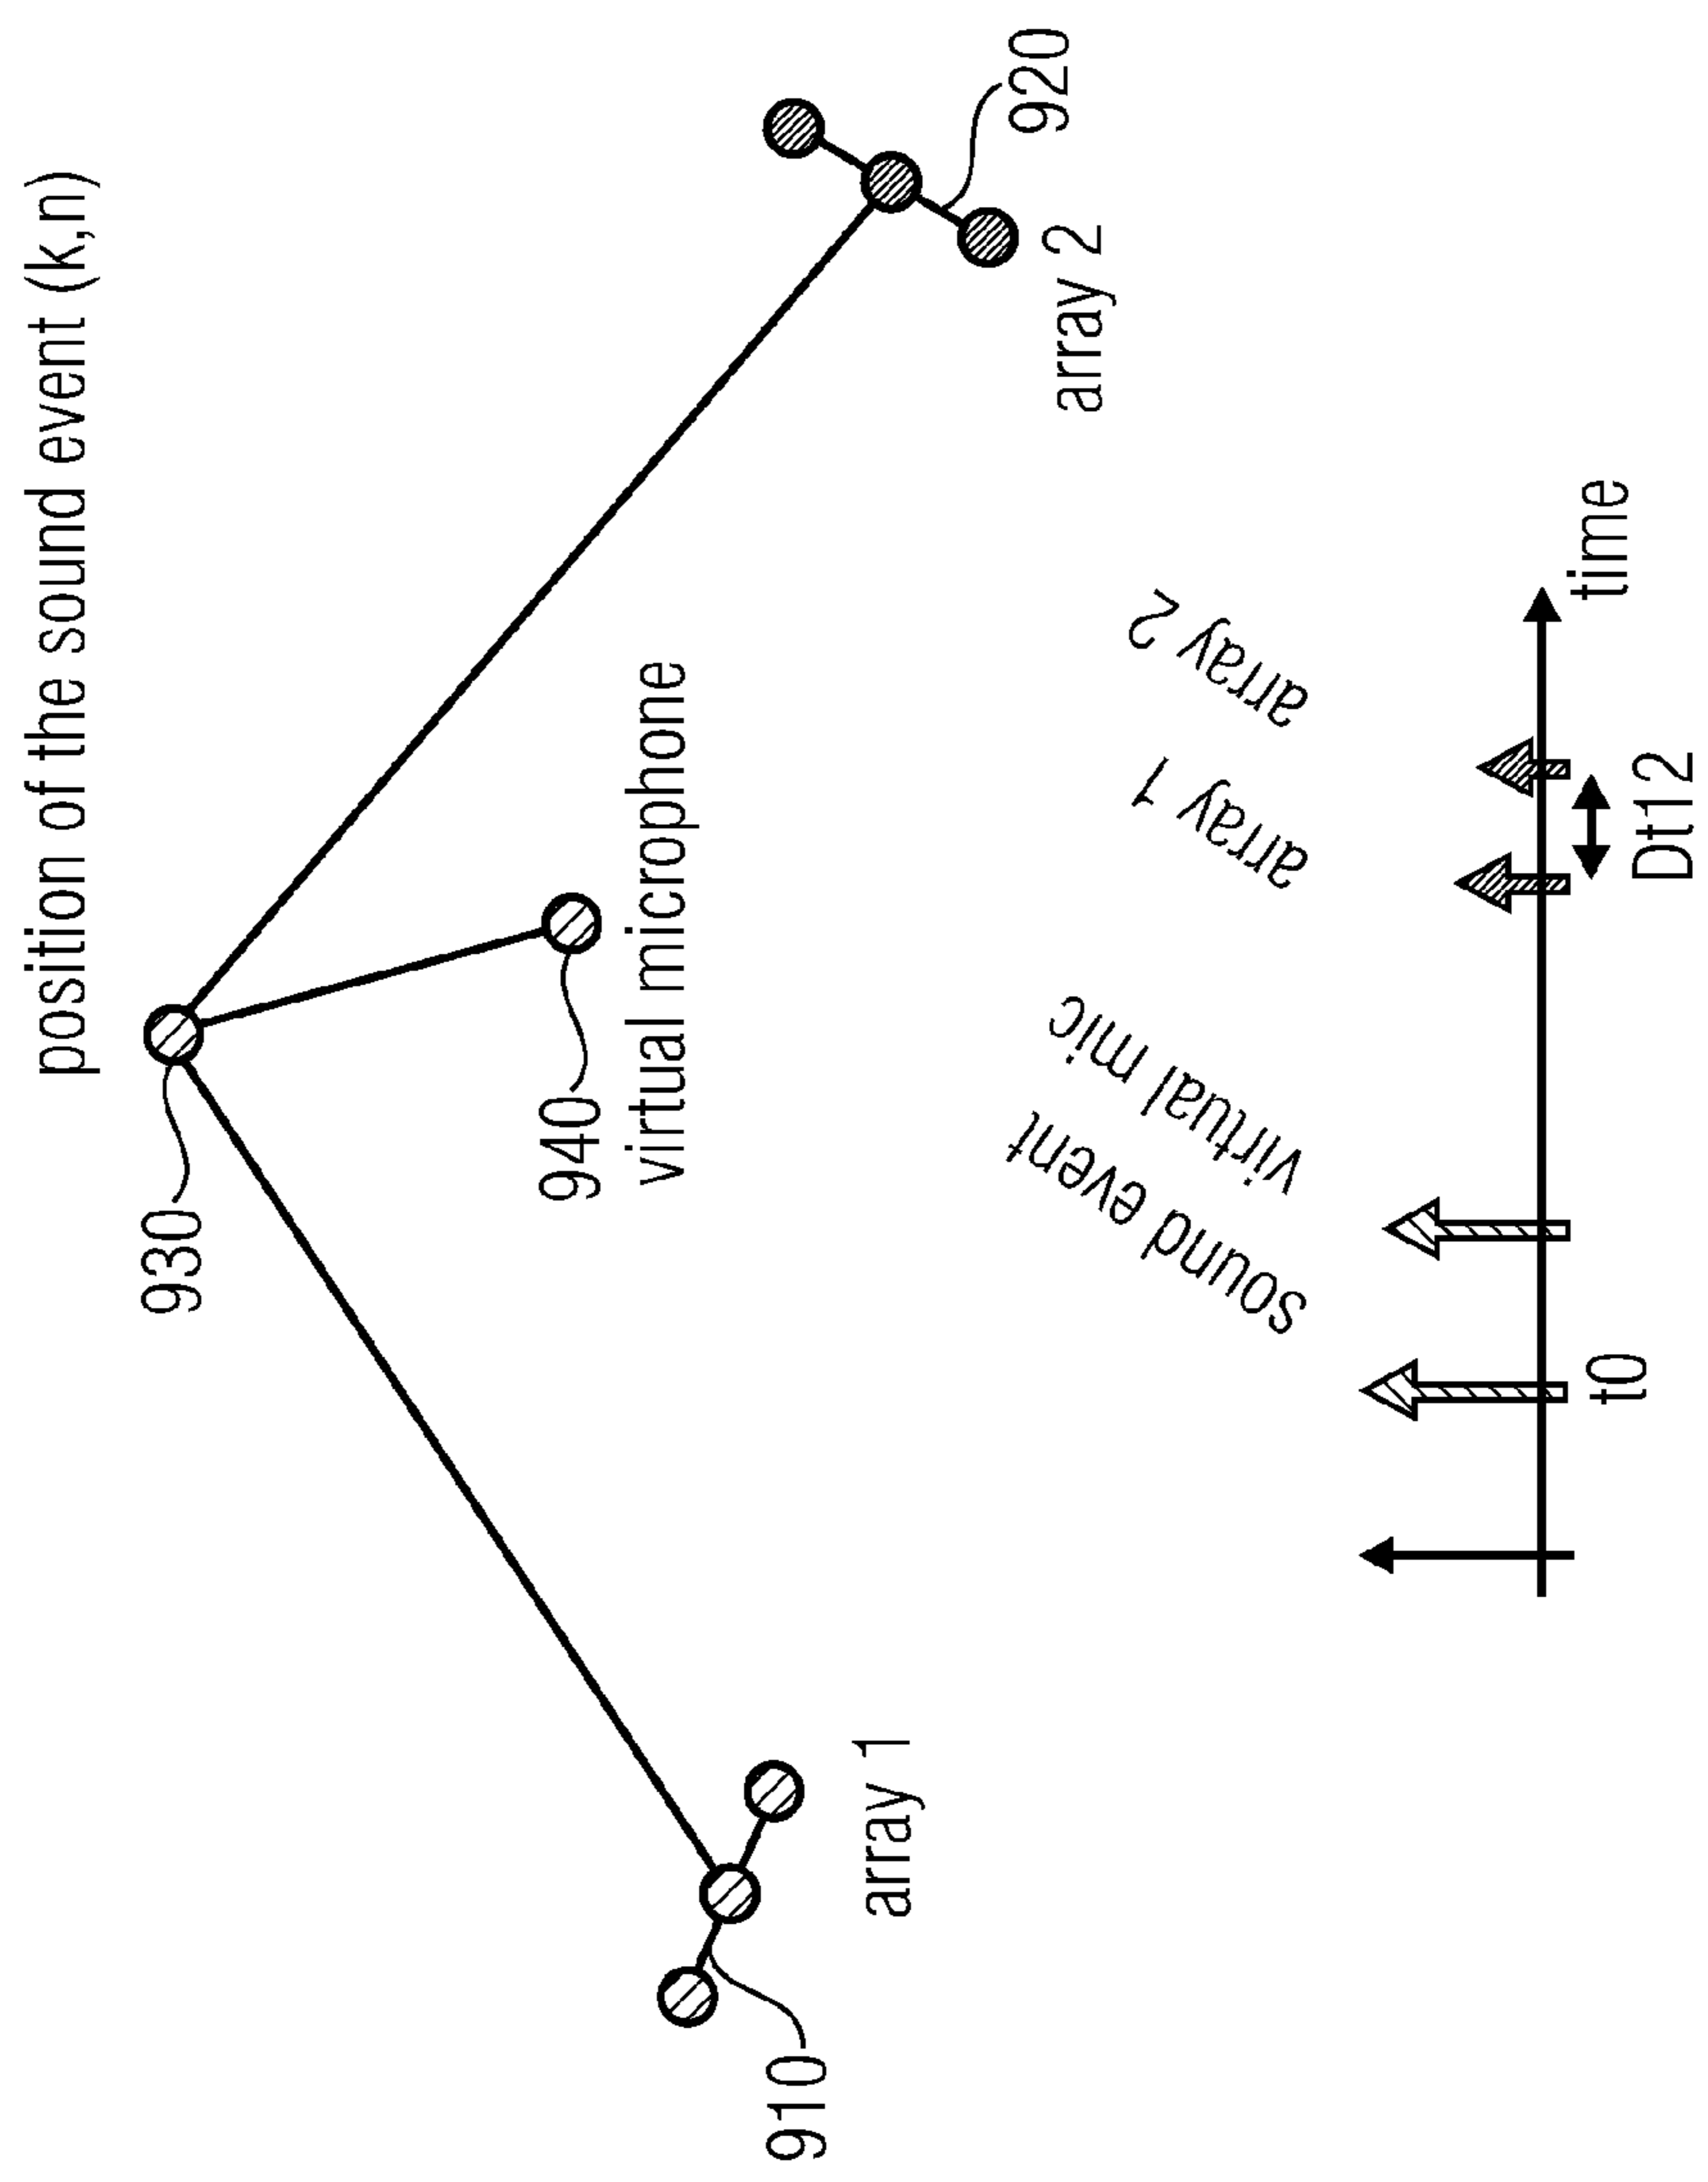 position of the sound event (k,n)
930
940
virtual microphone
920
array 2
910
array 1
sound event
virtual mic
array 1
array 2
t0
Dt12
time